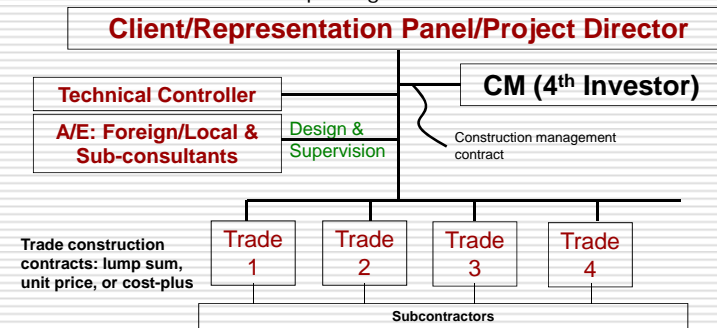 Client/Representation Panel/Project Director
CM (4th Investor)
Technical Controller
A/E: Foreign/Local &
Sub-consultants
Design &
Supervision
Construction management
contract
Trade construction
contracts: lump sum,
unit price, or cost-plus
Trade
1
Trade
2
Trade
3
Trade
4
Subcontractors